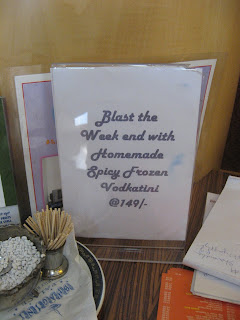 Blast the
Week end with
Homemade
Spicy Frozen
Vodkatini
@149/-